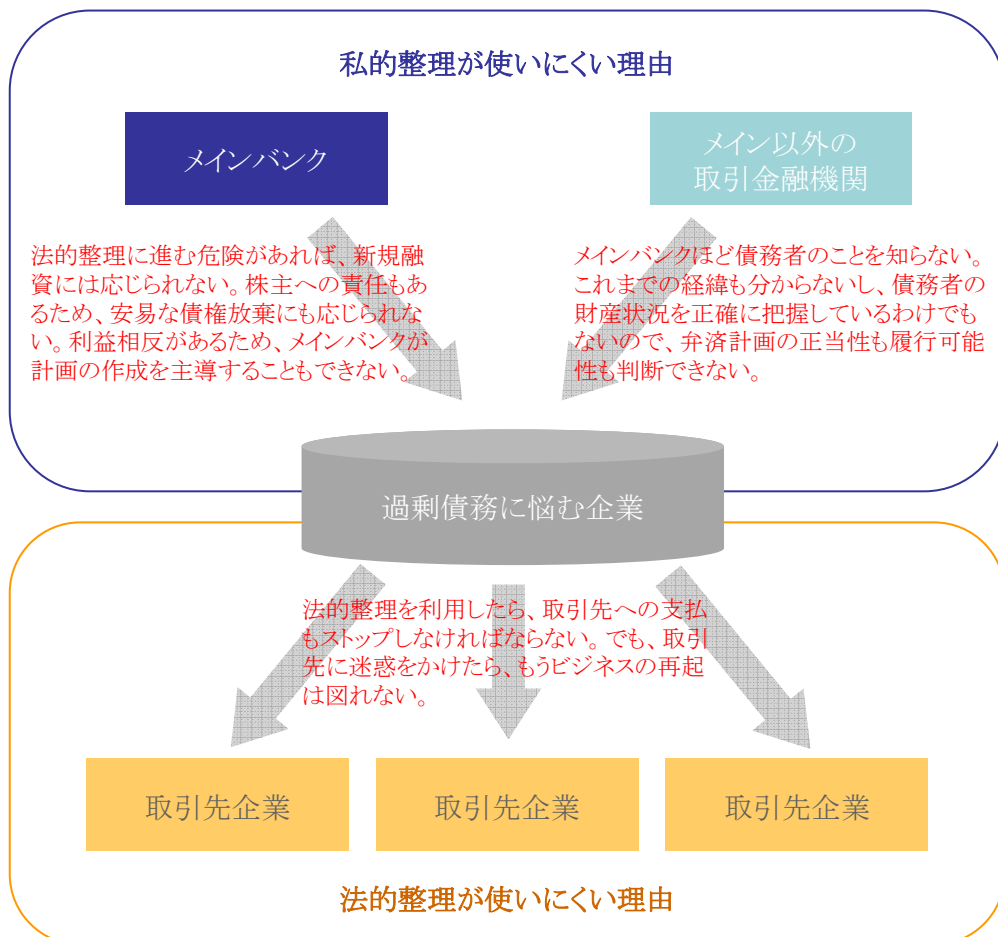 私的整理が使いにくい理由
メインバンク
メイン以外の
取引金融機関
法的整理に進む危険があれば、新規融
資には応じられない。株主への責任もあ
るため、安易な債権放棄にも応じられな
い。利益相反があるため、メインバンクが
計画の作成を主導することもできない。
メインバンクほど債務者のことを知らない。
これまでの経緯も分からないし、債務者の
財産状況を正確に把握しているわけでも
ないので、弁済計画の正当性も履行可能
性も判断できない。
過剰債務に悩む企業
法的整理を利用したら、取引先への支払
もストップしなければならない。でも、取引
先に迷惑をかけたら、もうビジネスの再起
は図れない。
取引先企業
取引先企業
取引先企業
法的整理が使いにくい理由